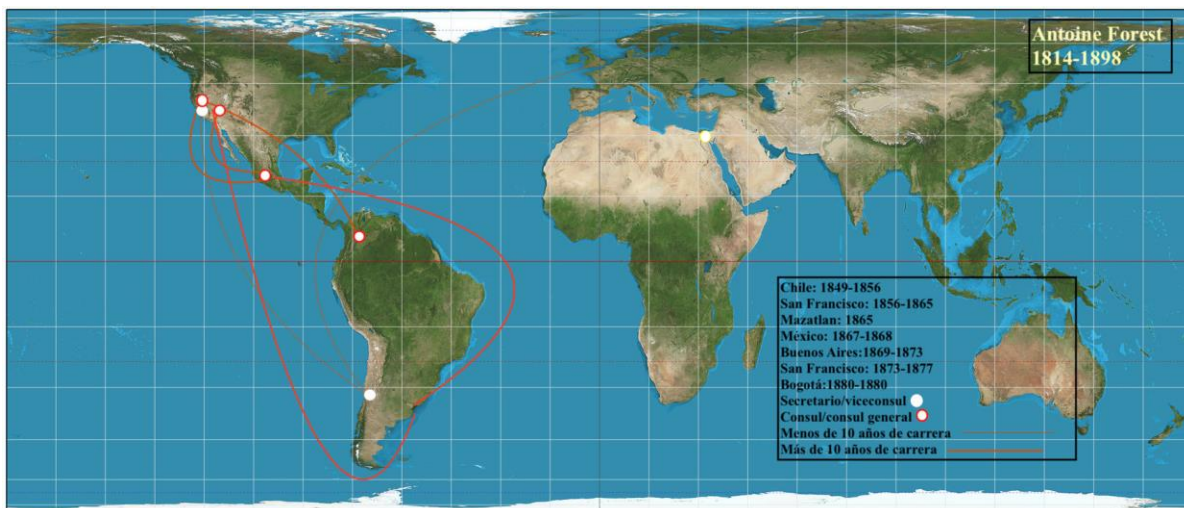 Antoine Forest
1814-1898
Chile: 1849-1856
San Francisco: 1856-1865
Mazatlan: 1865
México: 1867-1868
Buenos Aires:1869-1873
San Francisco: 1873-1877
Bogotá:1880-1880
Secretario/viceconsul
Consul/consul general
Menos de 10 años de carrera
Más de 10 años de carrera